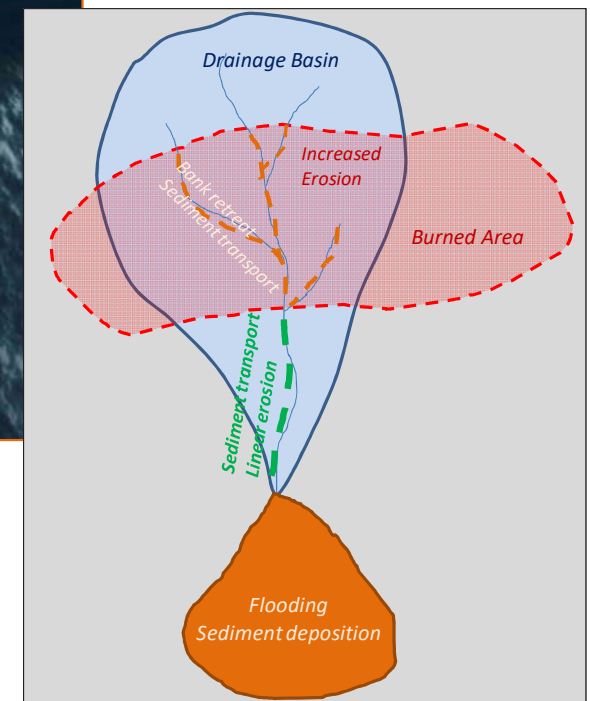 Drainage Basin
Increased
Erosion
Bank retreat
Sediment transport
Burned Area
Sediment transport
Linear erosion
Flooding
Sediment deposition